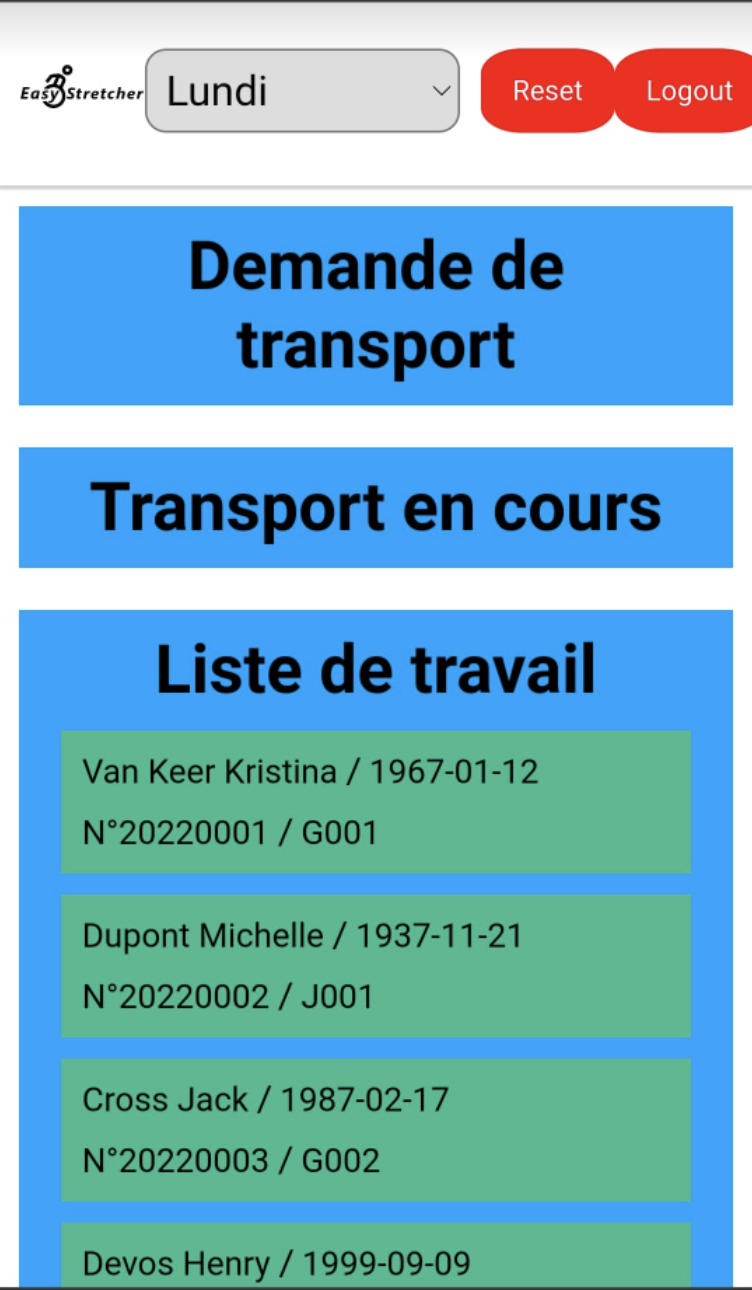 EasyStretcher
Lundi
Reset
Logout
Demande de
transport
Transport en cours
Liste de travail
Van Keer Kristina / 1967-01-12
N°20220001 / G001
Dupont Michelle / 1937-11-21
N°20220002 / J001
Cross Jack / 1987-02-17
N°20220003 / G002
Devos Henry / 1999-09-09